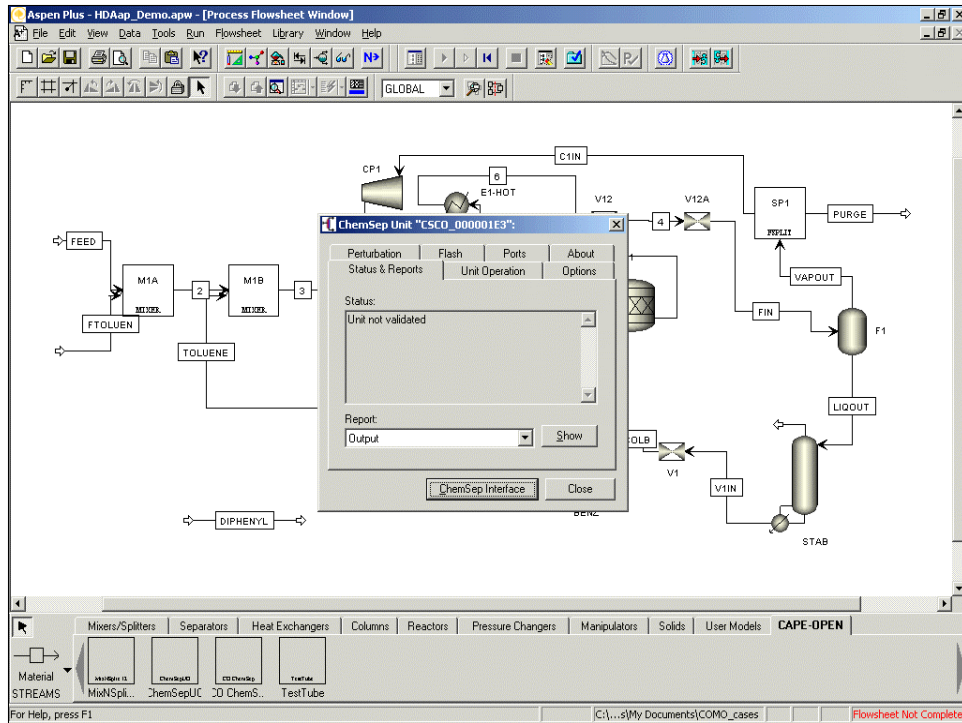 Aspen Plus - HDAap_Demo.apw - [Process Flowsheet Window]
File Edit View Data Tools Run Flowsheet Library Window Help
N>
GLOBAL
C1IN
CP1
6
E1-HOT
V12
V12A
4
SP1
FSPLIT
PURGE
FEED
ChemSep Unit "CSCO_000001E3":
Perturbation Flash Ports About
Status & Reports Unit Operation Options
Status:
Unit not validated
Report:
Output
Show
ChemSep Interface Close
M1A
MIXER
2
M1B
MIXER
3
1
VAPOUT
FTOLUEN
FIN
F1
TOLUENE
LIQOUT
OLB
V1
V1IN
BENZ
DIPHENYL
STAB
Mixers/Splitters Separators Heat Exchangers Columns Reactors Pressure Changers Manipulators Solids User Models CAPE-OPEN
Material
STREAMS
MixNSpli... ChemSepUO CO ChemS... TestTube
For Help, press F1 C:\...s\My Documents\COMO_cases Flowsheet Not Complete